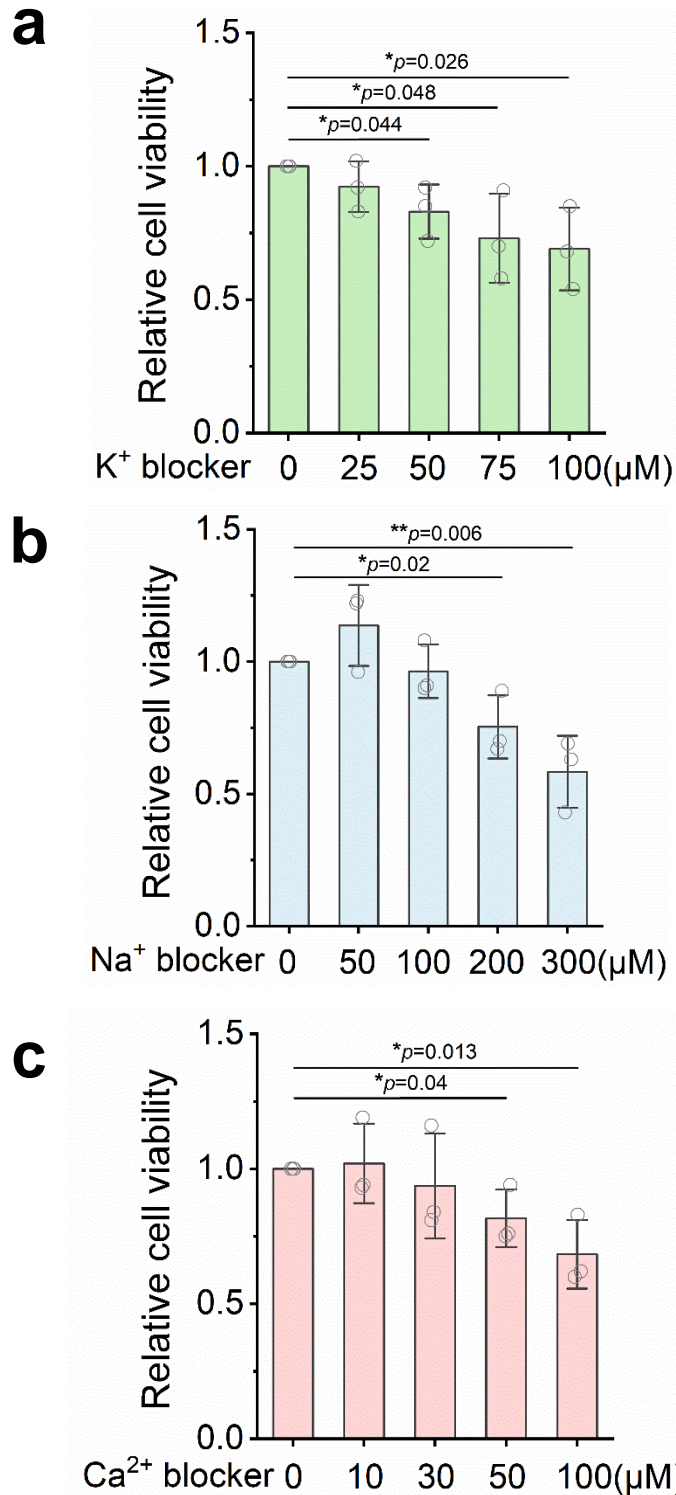 a
Relative cell viability
1.5
1.0
0.5
0.0
*p=0.026
*p=0.048
*p=0.044
K⁺ blocker 0 25 50 75 100(μM)
b
Relative cell viability
1.5
1.0
0.5
0.0
**p=0.006
*p=0.02
Na⁺ blocker 0 50 100 200 300(μM)
c
Relative cell viability
1.5
1.0
0.5
0.0
*p=0.013
*p=0.04
Ca²⁺ blocker 0 10 30 50 100(μM)